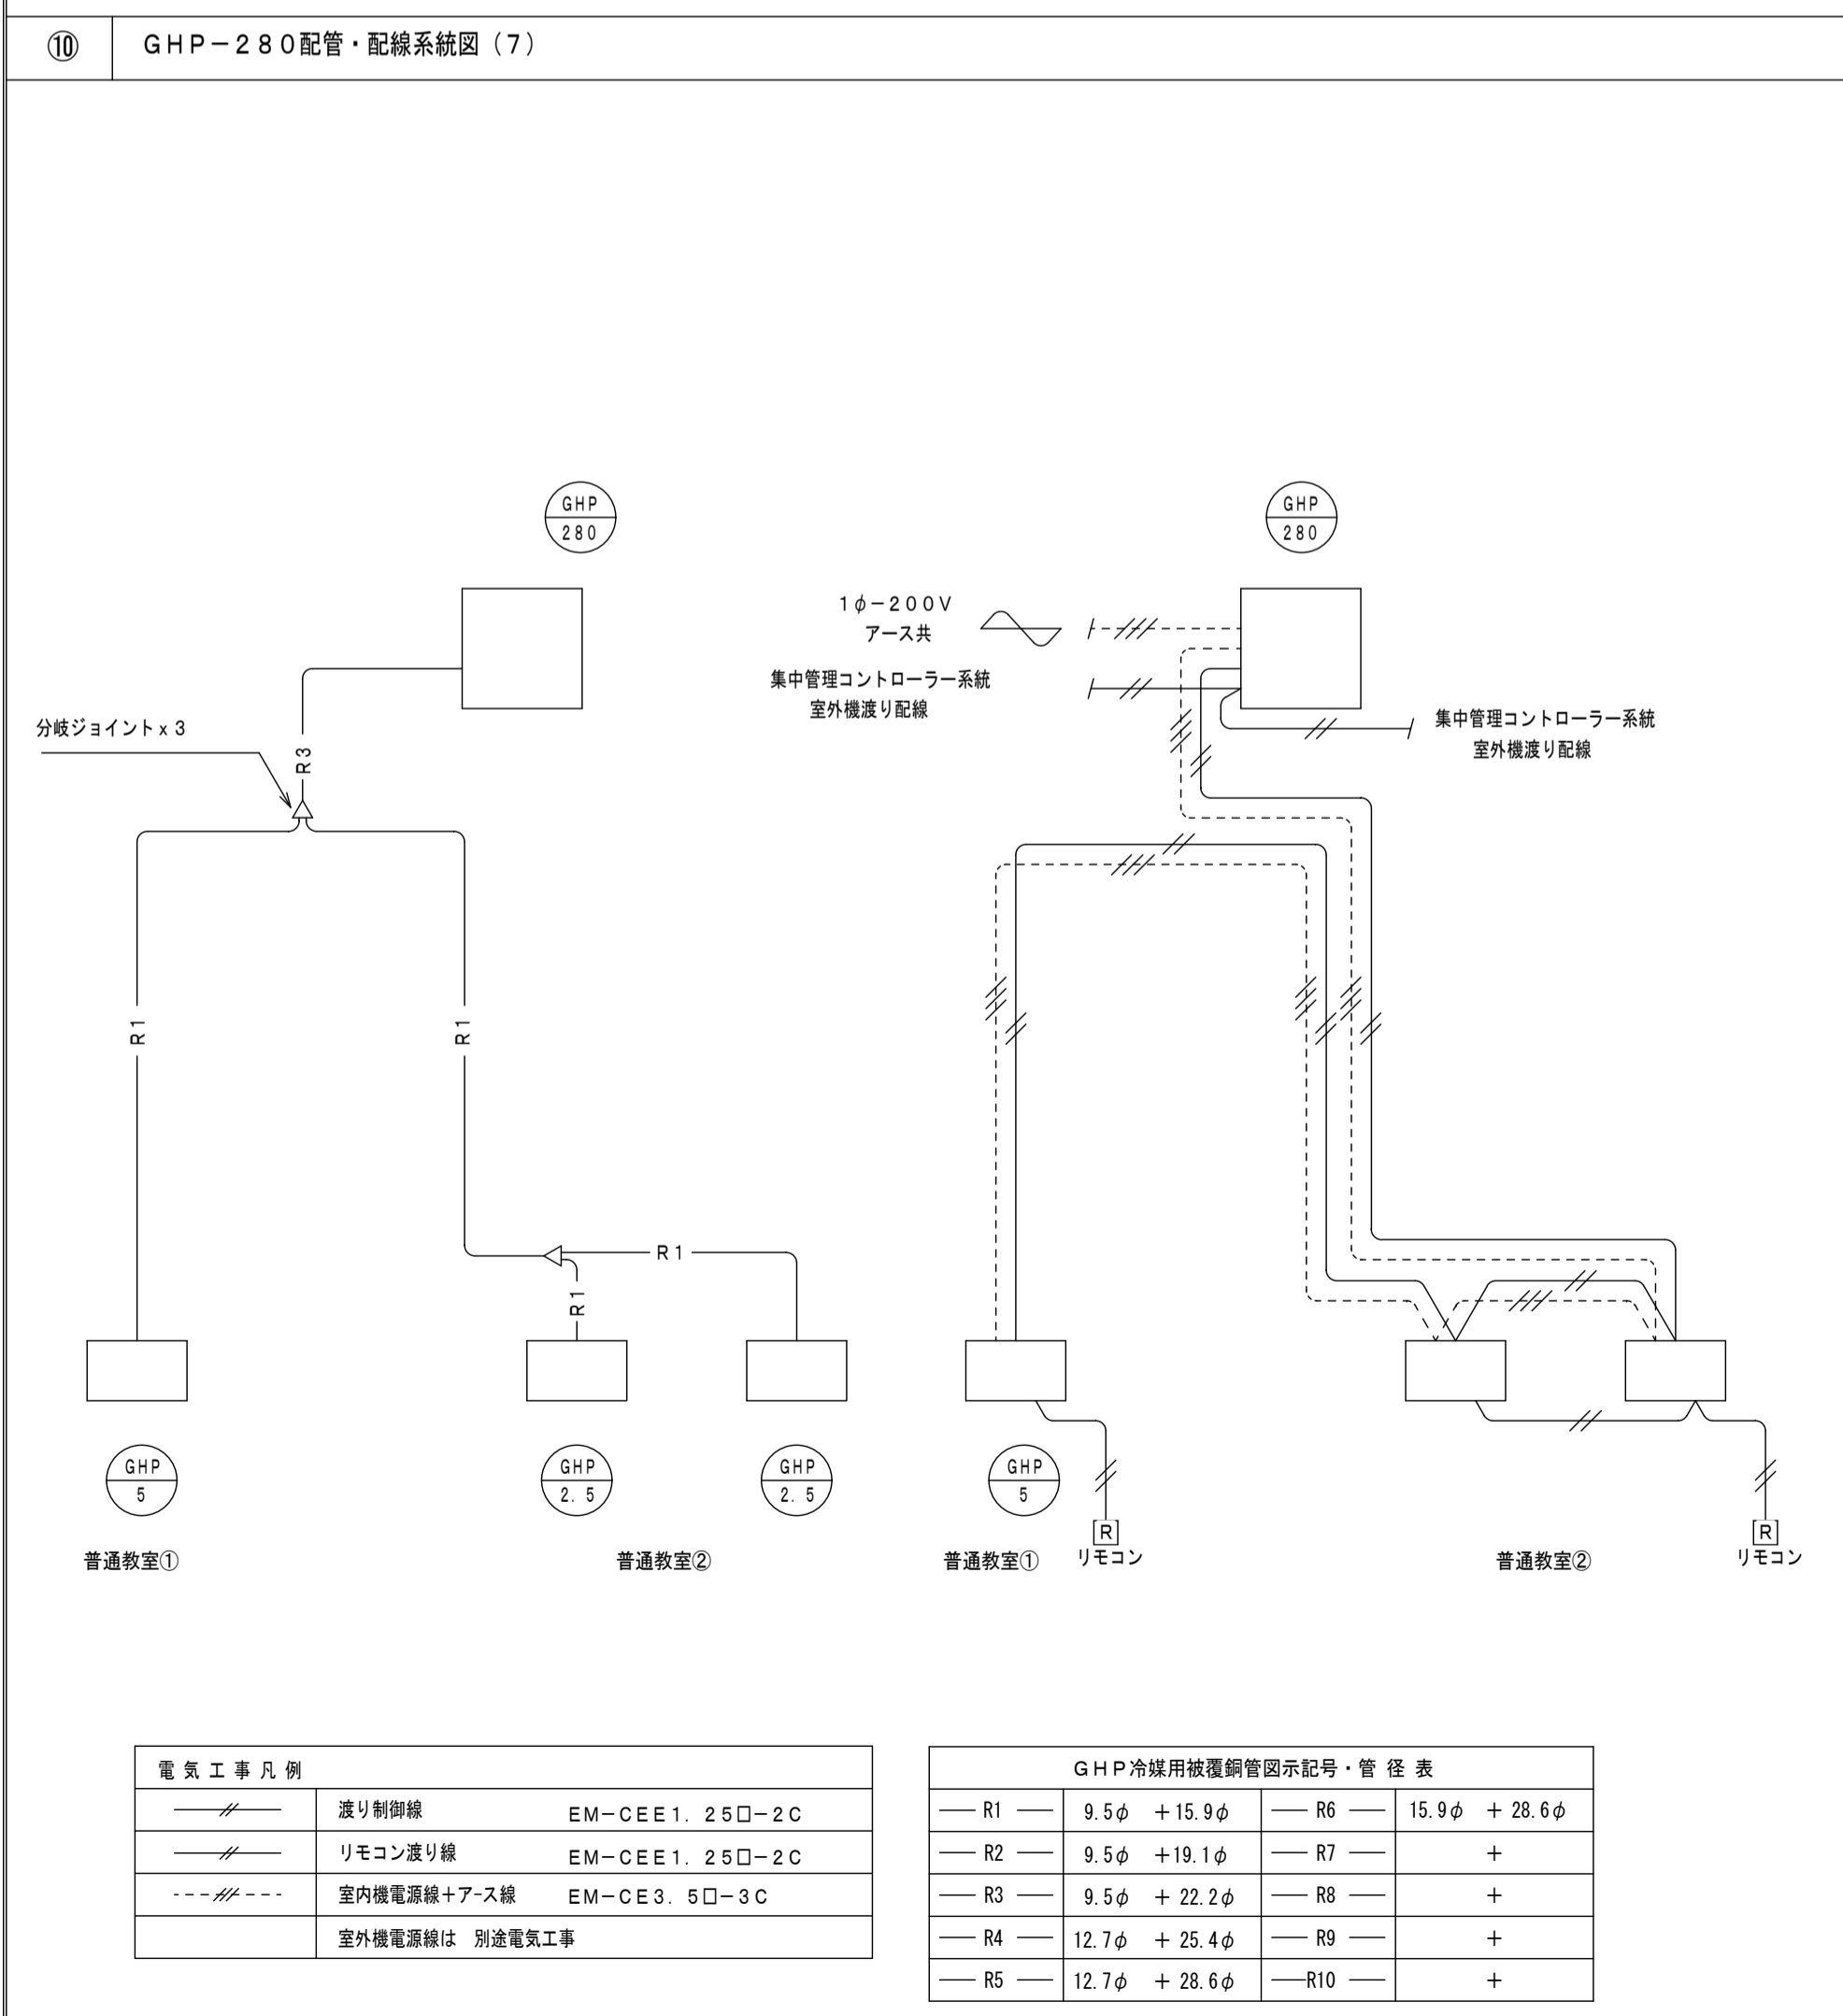 ⑩ GHP－280配管・配線系統図（7）
GHP
280
GHP
280
1φ－200V
アース共
集中管理コントローラー系統
室外機渡り配線
集中管理コントローラー系統
室外機渡り配線
分岐ジョイントx3
R3
R1
R1
R1
R1
GHP
5
GHP
2.5
GHP
2.5
GHP
5
R
リモコン
R
リモコン
普通教室①
普通教室②
普通教室①
普通教室②
電気工事凡例
渡り制御線 EM－CEE1.25□－2C
リモコン渡り線 EM－CEE1.25□－2C
室内機電源線＋アース線 EM－CE3.5□－3C
室外機電源線は 別途電気工事
GHP冷媒用被覆銅管図示記号・管径表
R1 9.5φ ＋15.9φ R6 15.9φ ＋28.6φ
R2 9.5φ ＋19.1φ R7 ＋
R3 9.5φ ＋22.2φ R8 ＋
R4 12.7φ ＋25.4φ R9 ＋
R5 12.7φ ＋28.6φ R10 ＋